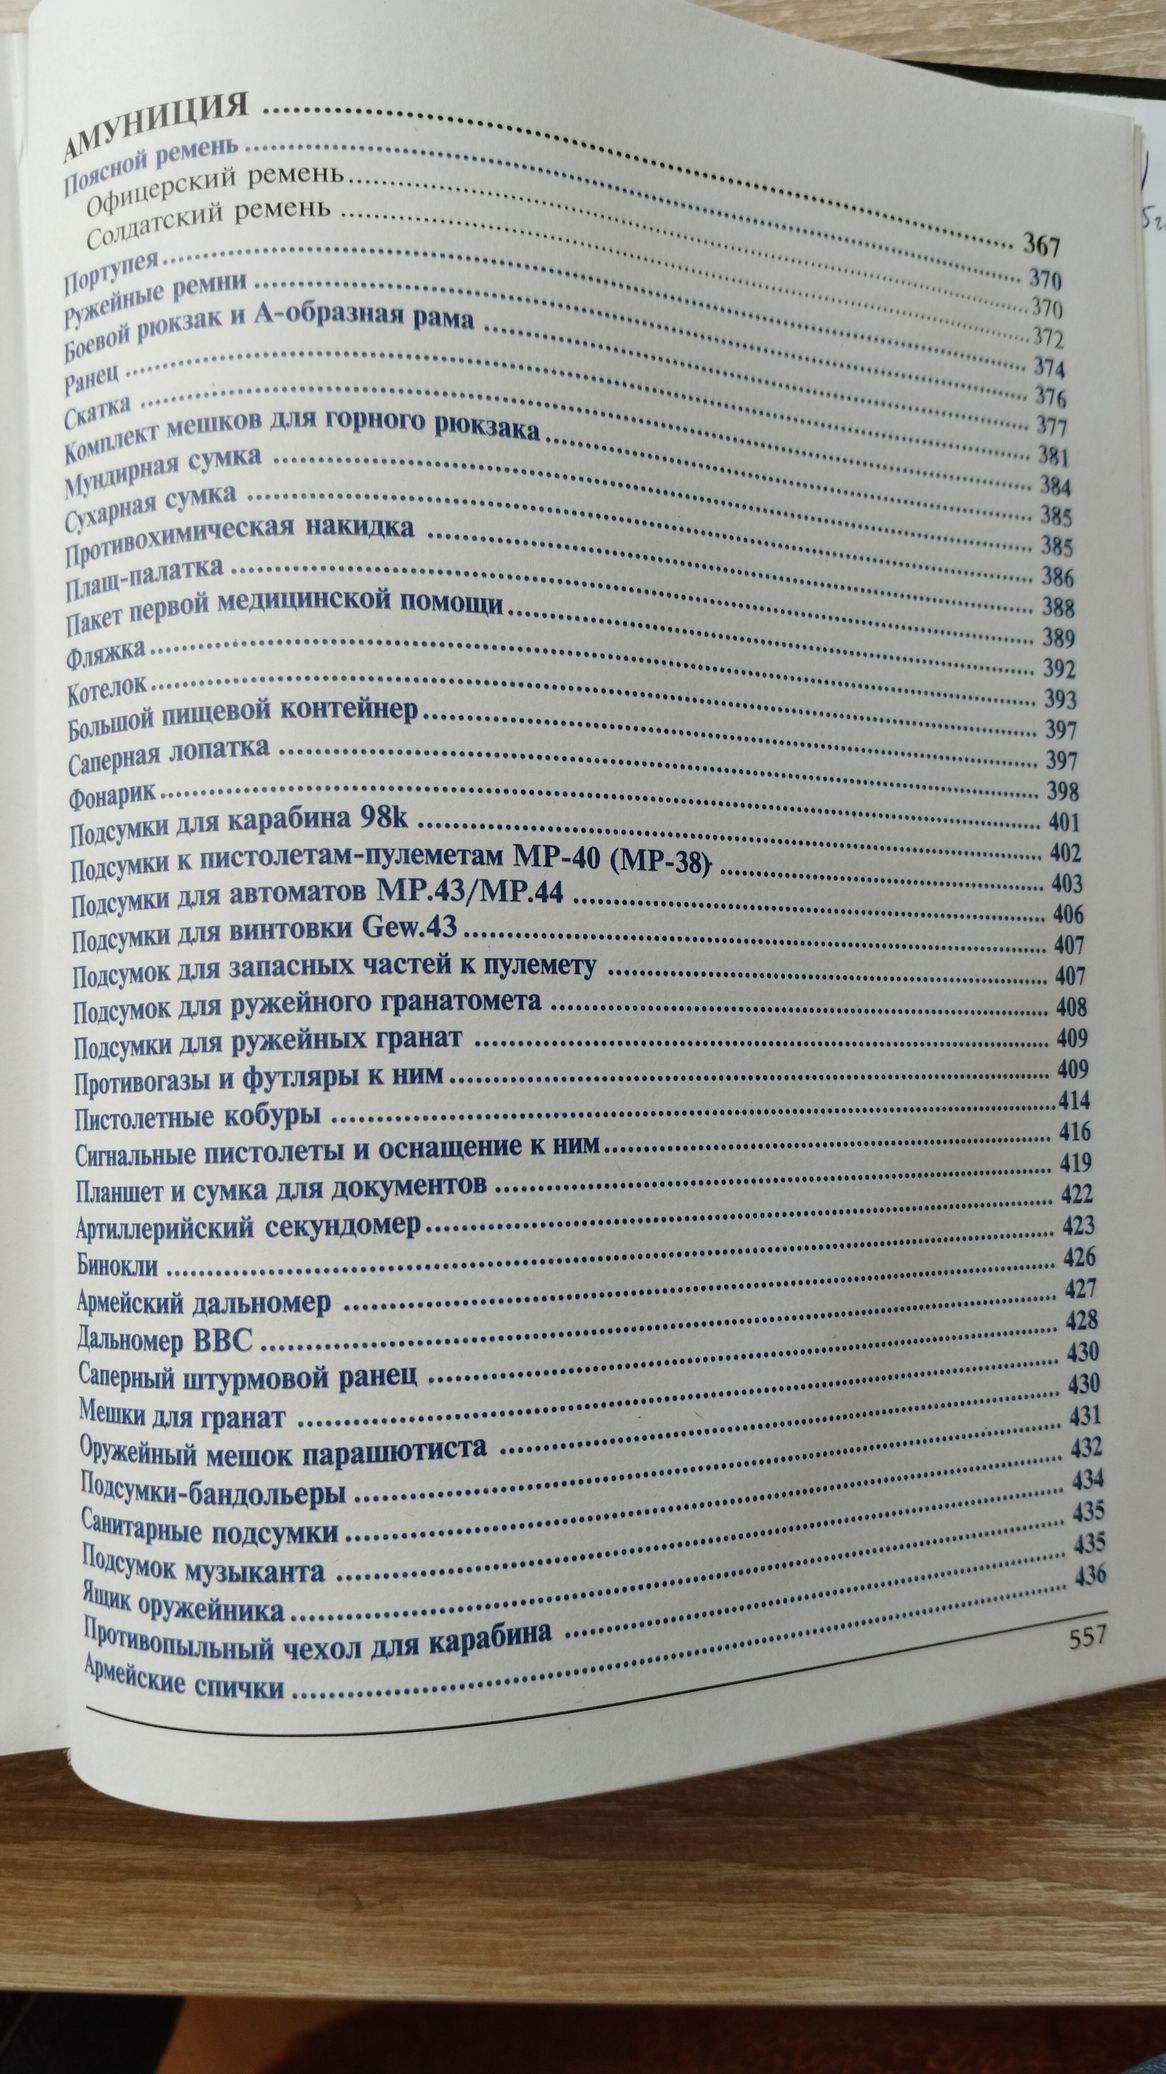 АМУНИЦИЯ ........ 367
Поясной ремень ........ 370
Офицерский ремень ........ 370
Солдатский ремень ........ 372
Портупея ........ 374
Ружейные ремни ........ 376
Боевой рюкзак и А-образная рама ........ 377
Ранец ........ 381
Скатка ........ 384
Комплект мешков для горного рюкзака ........ 385
Мундирная сумка ........ 385
Сухарная сумка ........ 386
Противохимическая накидка ........ 388
Плащ-палатка ........ 389
Пакет первой медицинской помощи ........ 392
Фляжка ........ 393
Котелок ........ 397
Большой пищевой контейнер ........ 397
Саперная лопатка ........ 398
Фонарик ........ 401
Подсумки для карабина 98k ........ 402
Подсумки к пистолетам-пулеметам MP-40 (MP-38) ........ 403
Подсумки для автоматов MP.43/MP.44 ........ 406
Подсумки для винтовки Gew.43 ........ 407
Подсумок для запасных частей к пулемету ........ 407
Подсумок для ружейного гранатомета ........ 408
Подсумки для ружейных гранат ........ 409
Противогазы и футляры к ним ........ 409
Пистолетные кобуры ........ 414
Сигнальные пистолеты и оснащение к ним ........ 416
Планшет и сумка для документов ........ 419
Артиллерийский секундомер ........ 422
Бинокли ........ 423
Армейский дальномер ........ 426
Дальномер ВВС ........ 427
Саперный штурмовой ранец ........ 428
Мешки для гранат ........ 430
Оружейный мешок парашютиста ........ 430
Подсумки-бандольеры ........ 431
Санитарные подсумки ........ 432
Подсумок музыканта ........ 434
Ящик оружейника ........ 435
Противопыльный чехол для карабина ........ 435
Армейские спички ........ 436
557